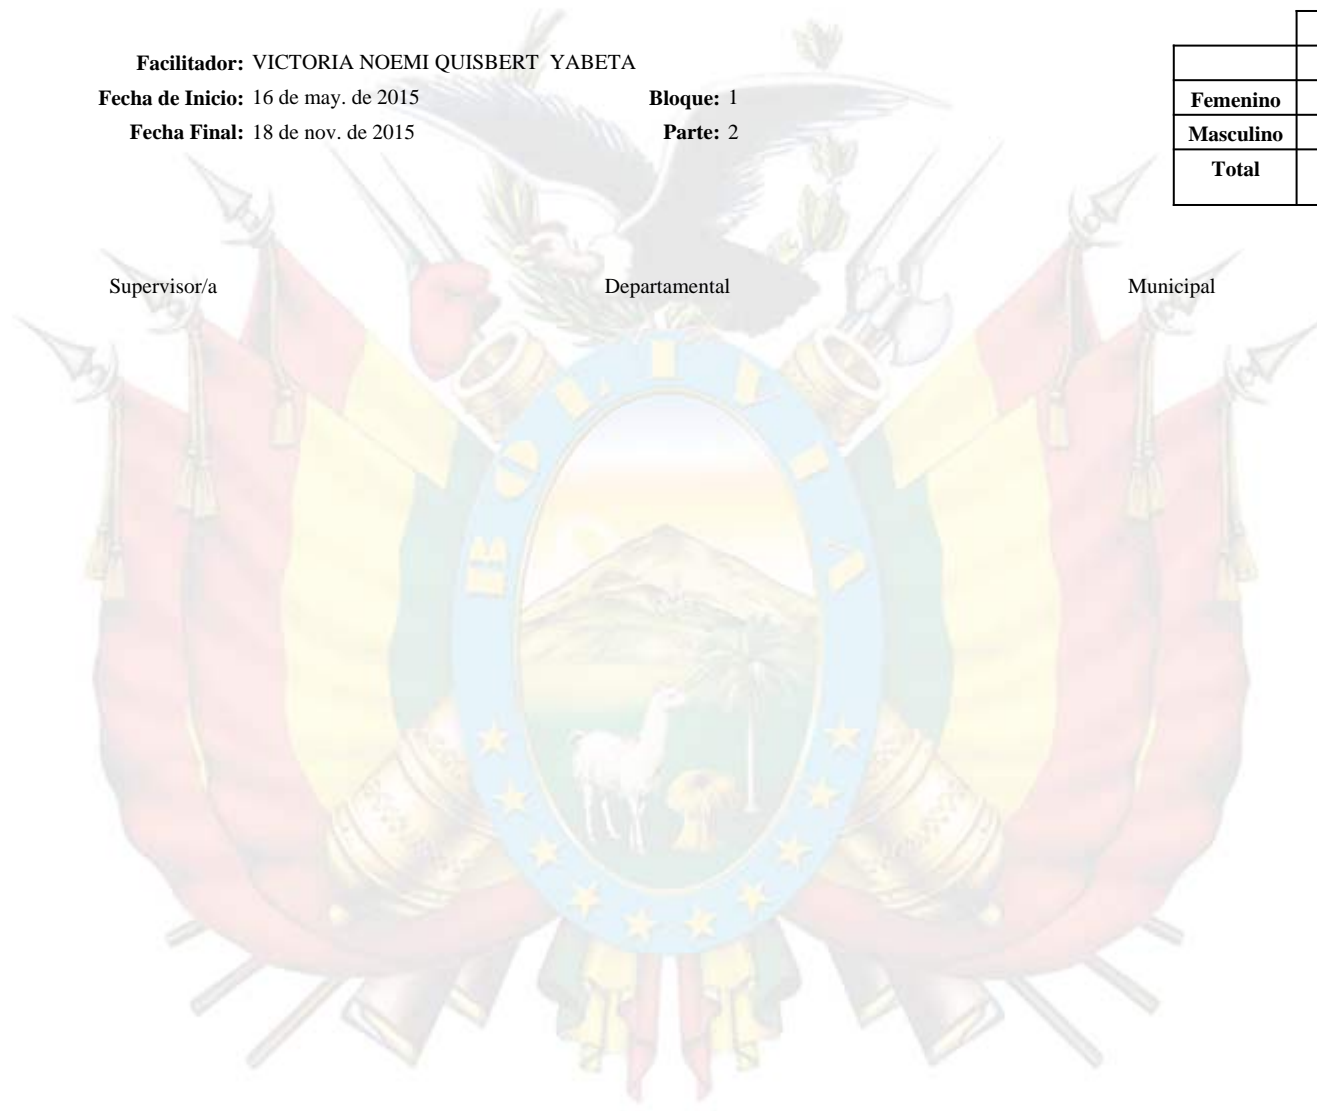 Facilitador: VICTORIA NOEMI QUISBERT YABETA
Fecha de Inicio: 16 de may. de 2015 Bloque: 1
Fecha Final: 18 de nov. de 2015 Parte: 2
Femenino
Masculino
Total
Supervisor/a Departamental Municipal
BOLIVIA